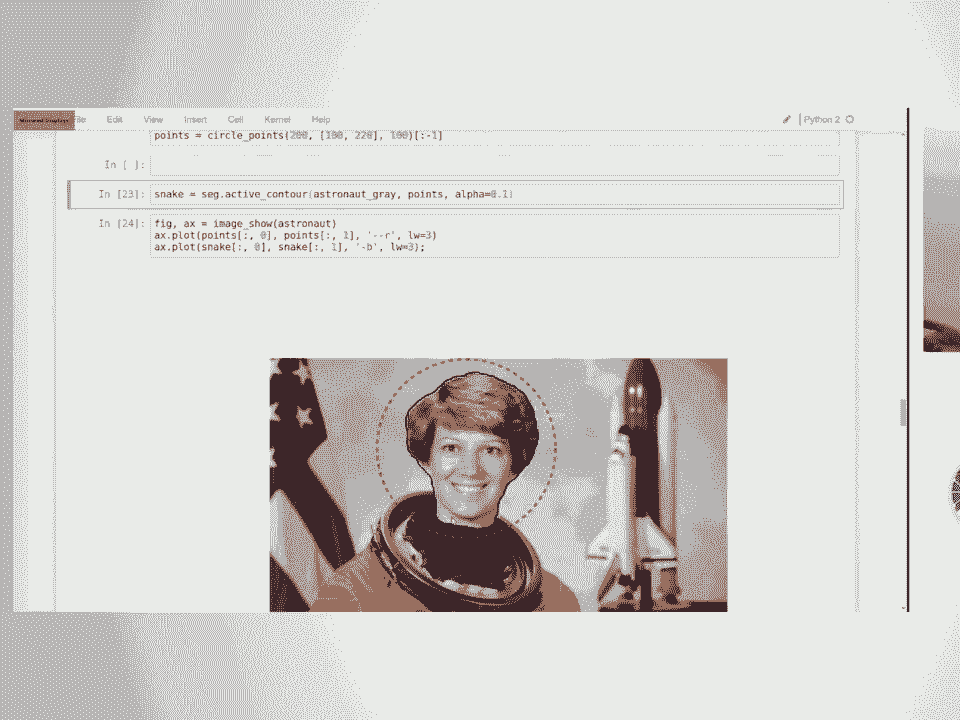 File Edit View Insert Cell Kernel Help Python 2
points = circle_points(200, [100, 220], 100)[:-1]
In [ ]:
In [23]: snake = seg.active_contour(astronaut_gray, points, alpha=0.1)
In [24]: fig, ax = image_show(astronaut)
ax.plot(points[:, 0], points[:, 1], '--r', lw=3)
ax.plot(snake[:, 0], snake[:, 1], '-b', lw=3);